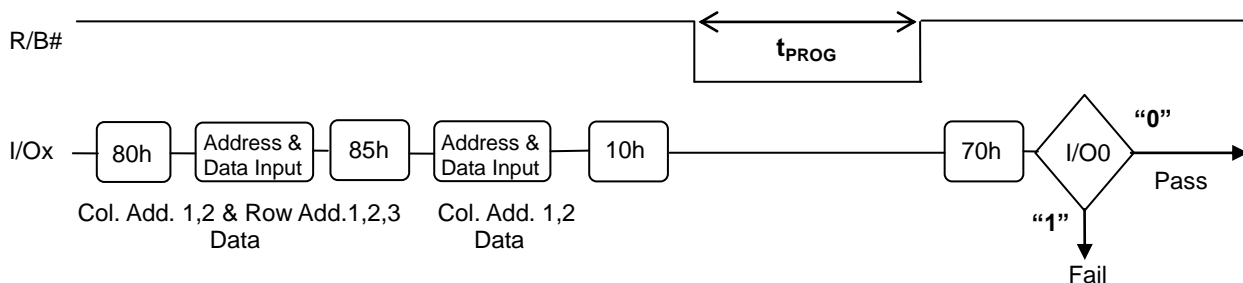 R/B#
tPROG
I/Ox
80h
Address &
Data Input
85h
Address &
Data Input
10h
70h
I/O0
“0”
Pass
“1”
Fail
Col. Add. 1,2 & Row Add.1,2,3
Data
Col. Add. 1,2
Data